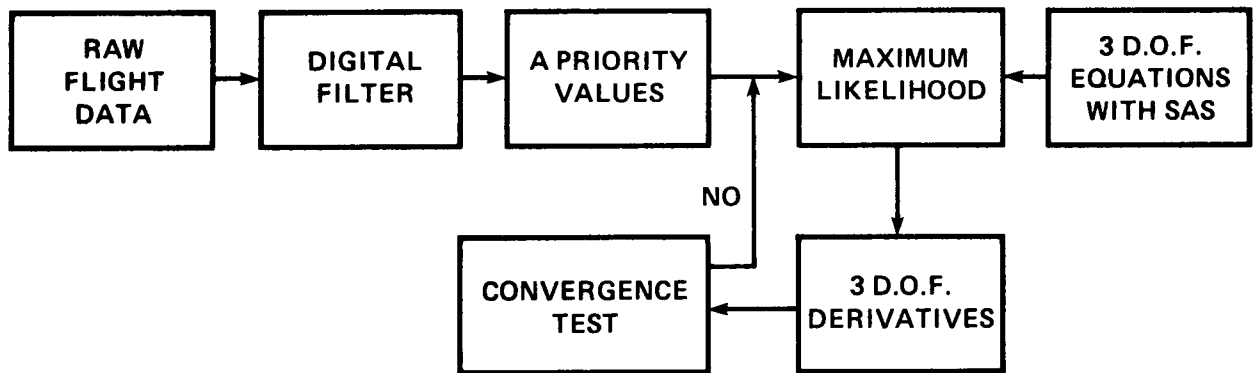 RAW
FLIGHT
DATA
DIGITAL
FILTER
A PRIORITY
VALUES
MAXIMUM
LIKELIHOOD
3 D.O.F.
EQUATIONS
WITH SAS
NO
CONVERGENCE
TEST
3 D.O.F.
DERIVATIVES